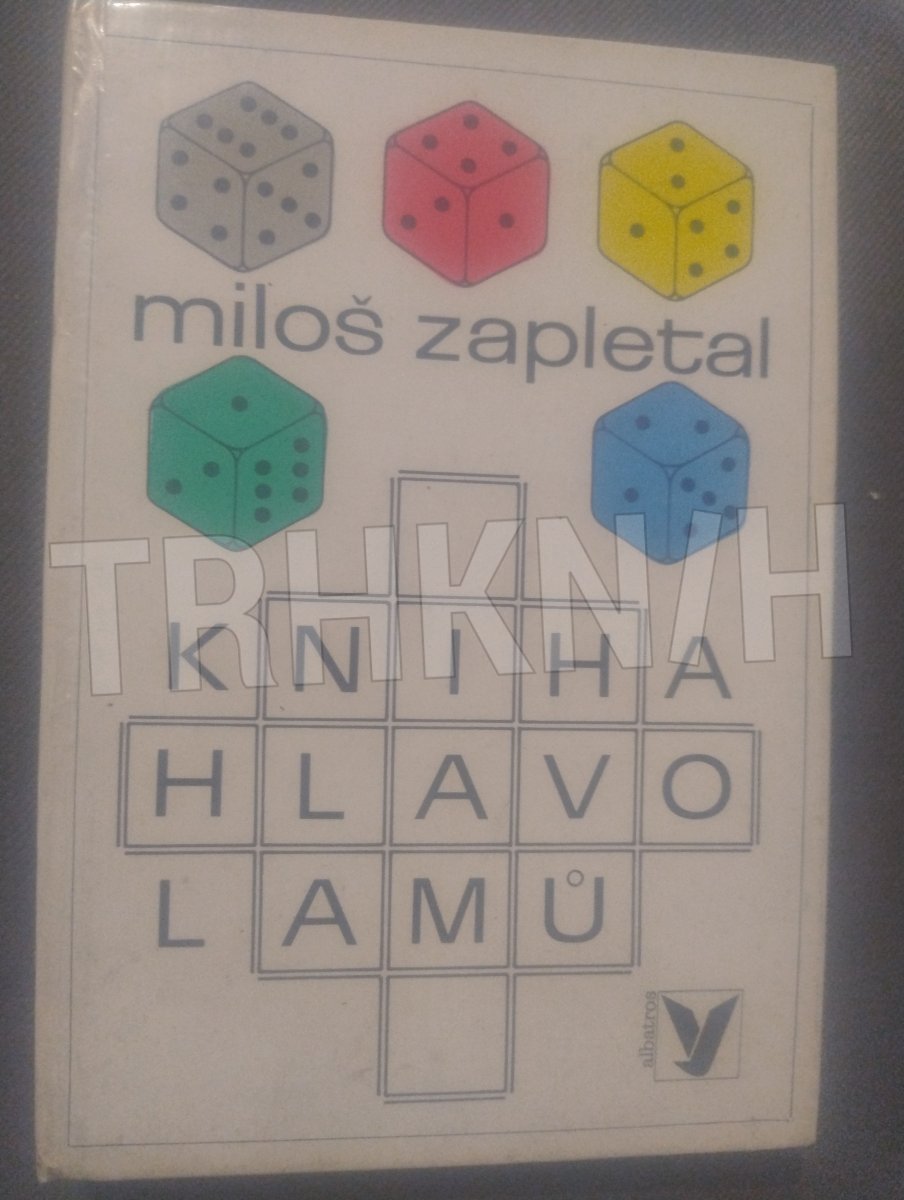 miloš zapletal
TRHKNIH
KNIHA
HLAVO
LAMŮ
albatros